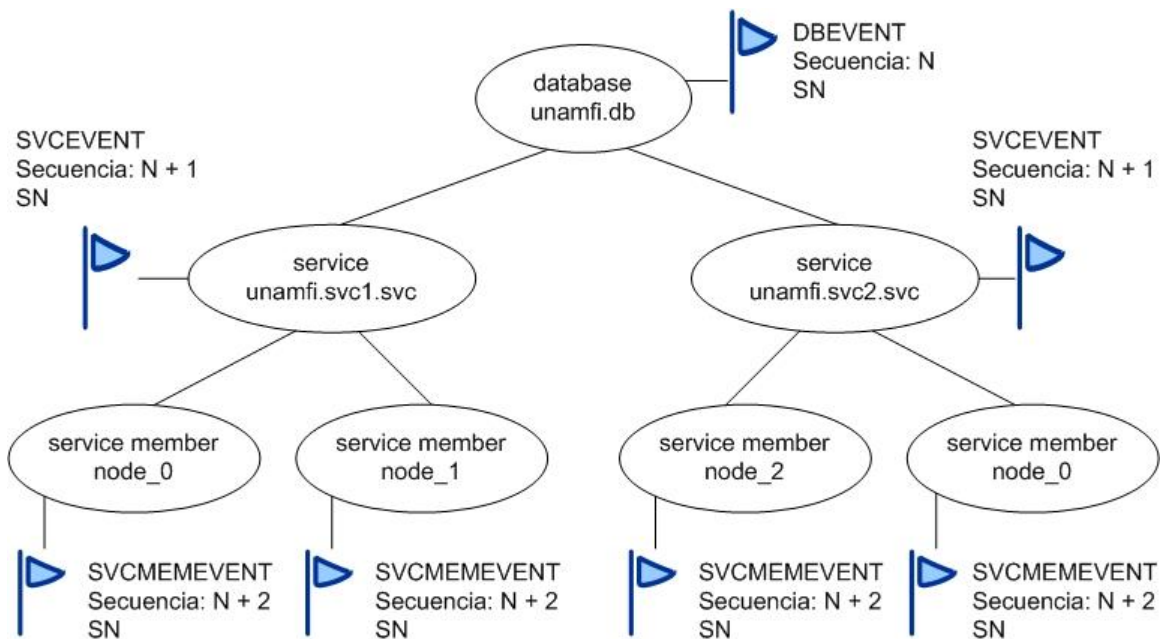 DBEVENT
Secuencia: N
SN
database
unamfi.db
SVCEVENT
Secuencia: N + 1
SN
SVCEVENT
Secuencia: N + 1
SN
service
unamfi.svc1.svc
service
unamfi.svc2.svc
service member
node_0
service member
node_1
service member
node_2
service member
node_0
SVCMEMEVENT
Secuencia: N + 2
SN
SVCMEMEVENT
Secuencia: N + 2
SN
SVCMEMEVENT
Secuencia: N + 2
SN
SVCMEMEVENT
Secuencia: N + 2
SN